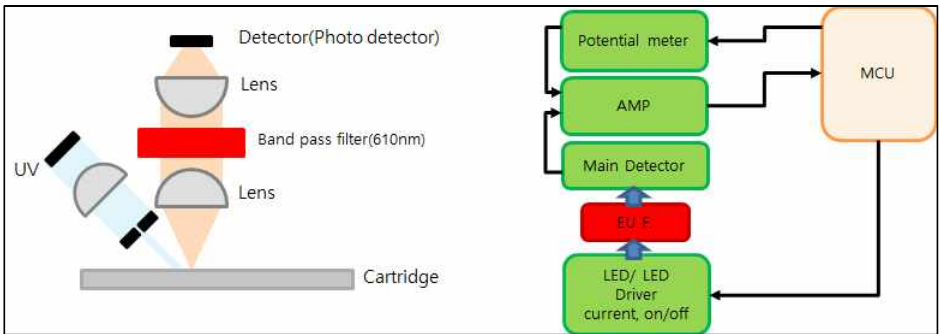 Detector(Photo detector)
Lens
Band pass filter(610nm)
UV
Lens
Cartridge
Potential meter
MCU
AMP
Main Detector
EU F.
LED/ LED
Driver
current, on/off